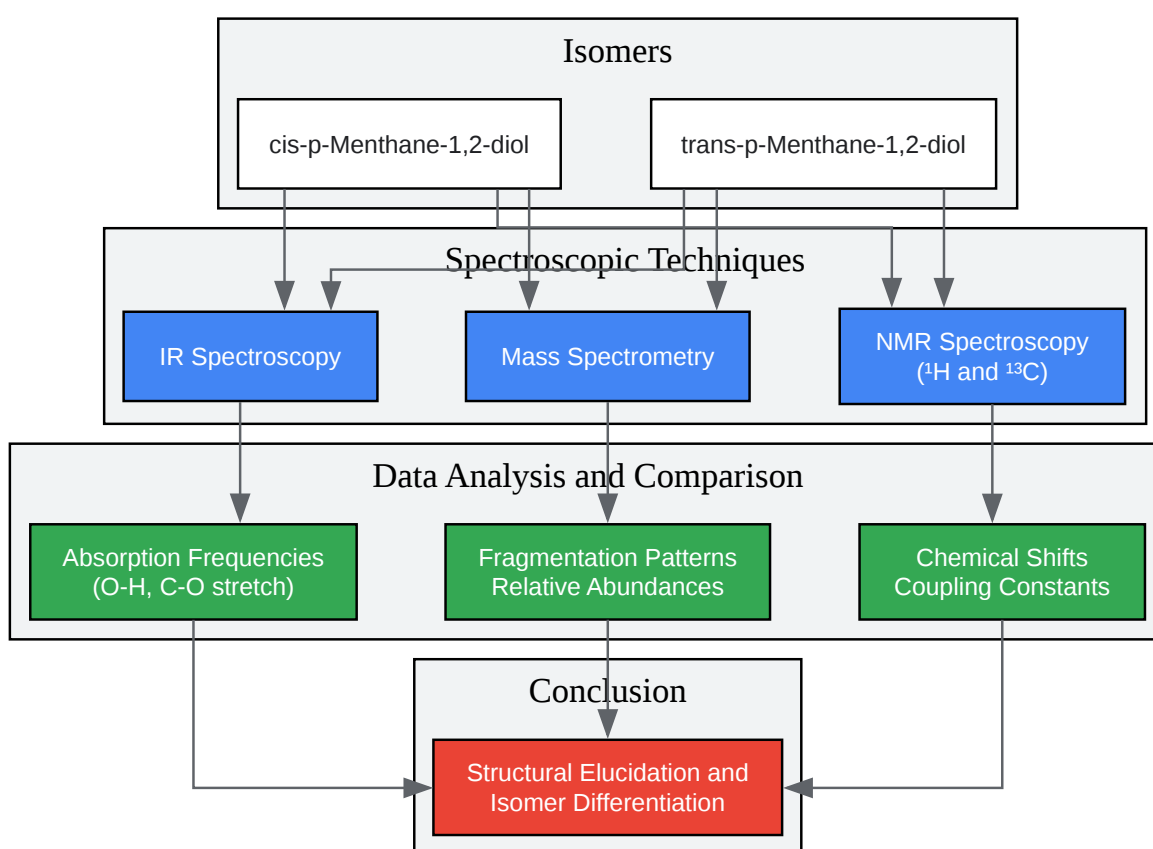 Isomers
cis-p-Menthane-1,2-diol
trans-p-Menthane-1,2-diol
Spectroscopic Techniques
IR Spectroscopy
Mass Spectrometry
NMR Spectroscopy
(¹H and ¹³C)
Data Analysis and Comparison
Absorption Frequencies
(O-H, C-O stretch)
Fragmentation Patterns
Relative Abundances
Chemical Shifts
Coupling Constants
Conclusion
Structural Elucidation and
Isomer Differentiation